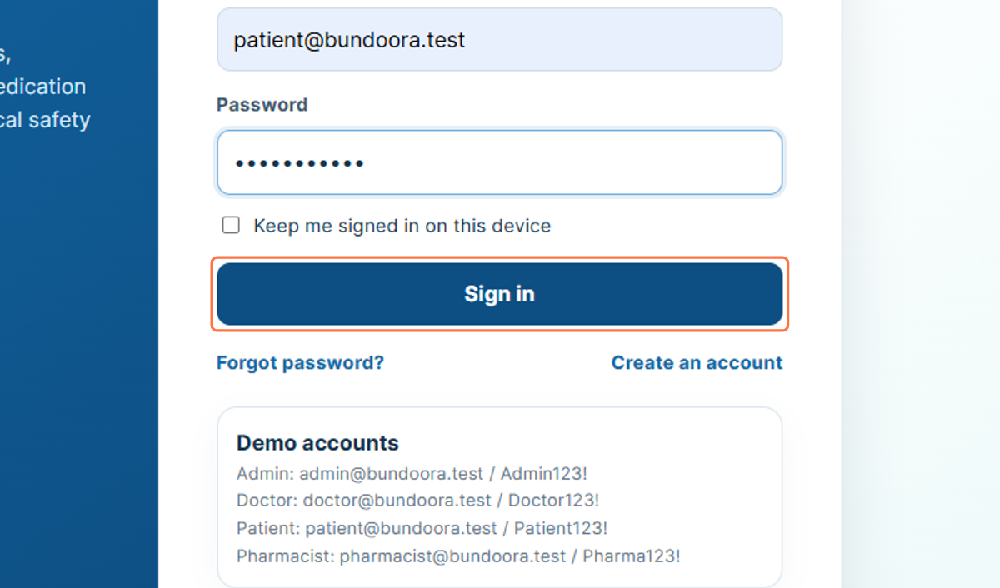 patient@bundoora.test
edication
cal safety
Password
•••••••••••
Keep me signed in on this device
Sign in
Forgot password?
Create an account
Demo accounts
Admin: admin@bundoora.test / Admin123!
Doctor: doctor@bundoora.test / Doctor123!
Patient: patient@bundoora.test / Patient123!
Pharmacist: pharmacist@bundoora.test / Pharma123!